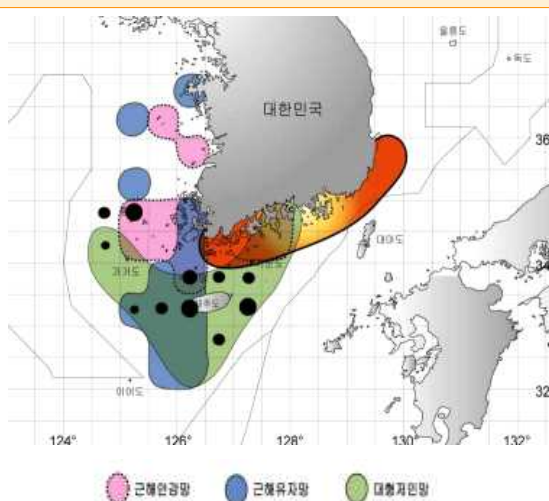 울릉도
독도
대한민국
36
대마도
34
가거도
제주도
이어도
32
124°
126°
128°
130°
132°
근해안강망
근해유자망
대형저인망